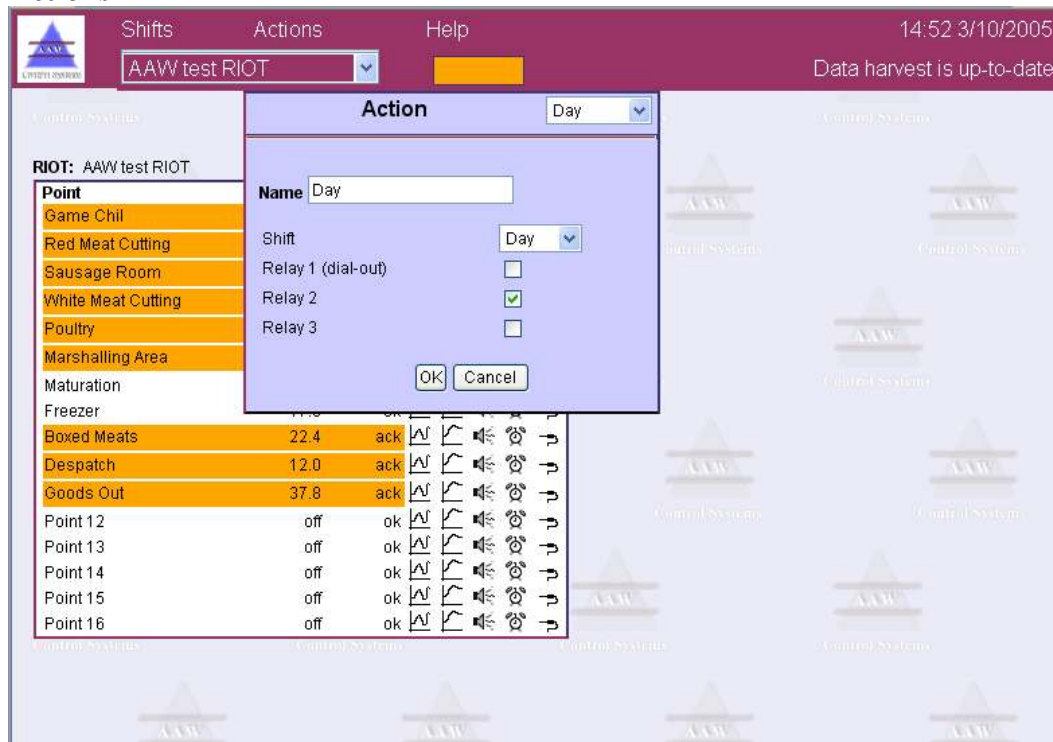 Shifts Actions Help 14:52 3/10/2005
AAW
Control Systems
AAW test RIOT Data harvest is up-to-date
Action Day
RIOT: AAW test RIOT
Point
Name Day
Game Chil
Red Meat Cutting
Shift Day
Sausage Room
Relay 1 (dial-out)
White Meat Cutting
Relay 2
Poultry
Relay 3
Marshalling Area
Maturation
OK Cancel
Freezer
Boxed Meats 22.4 ack
Despatch 12.0 ack
Goods Out 37.8 ack
Point 12 off ok
Point 13 off ok
Point 14 off ok
Point 15 off ok
Point 16 off ok